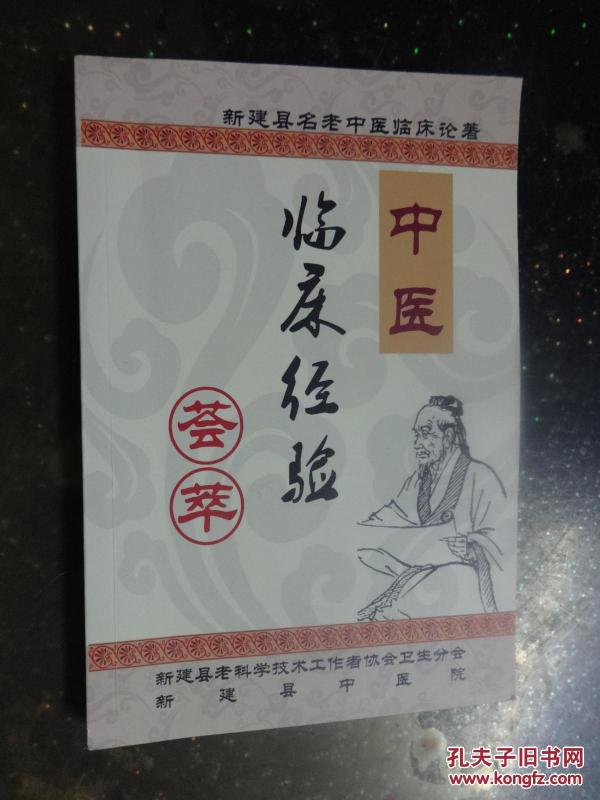 新建县名老中医临床论著
中医
临床经验
荟萃
新建县老科学技术工作者协会卫生分会
新建县中医院
孔夫子旧书网
www.kongfz.com